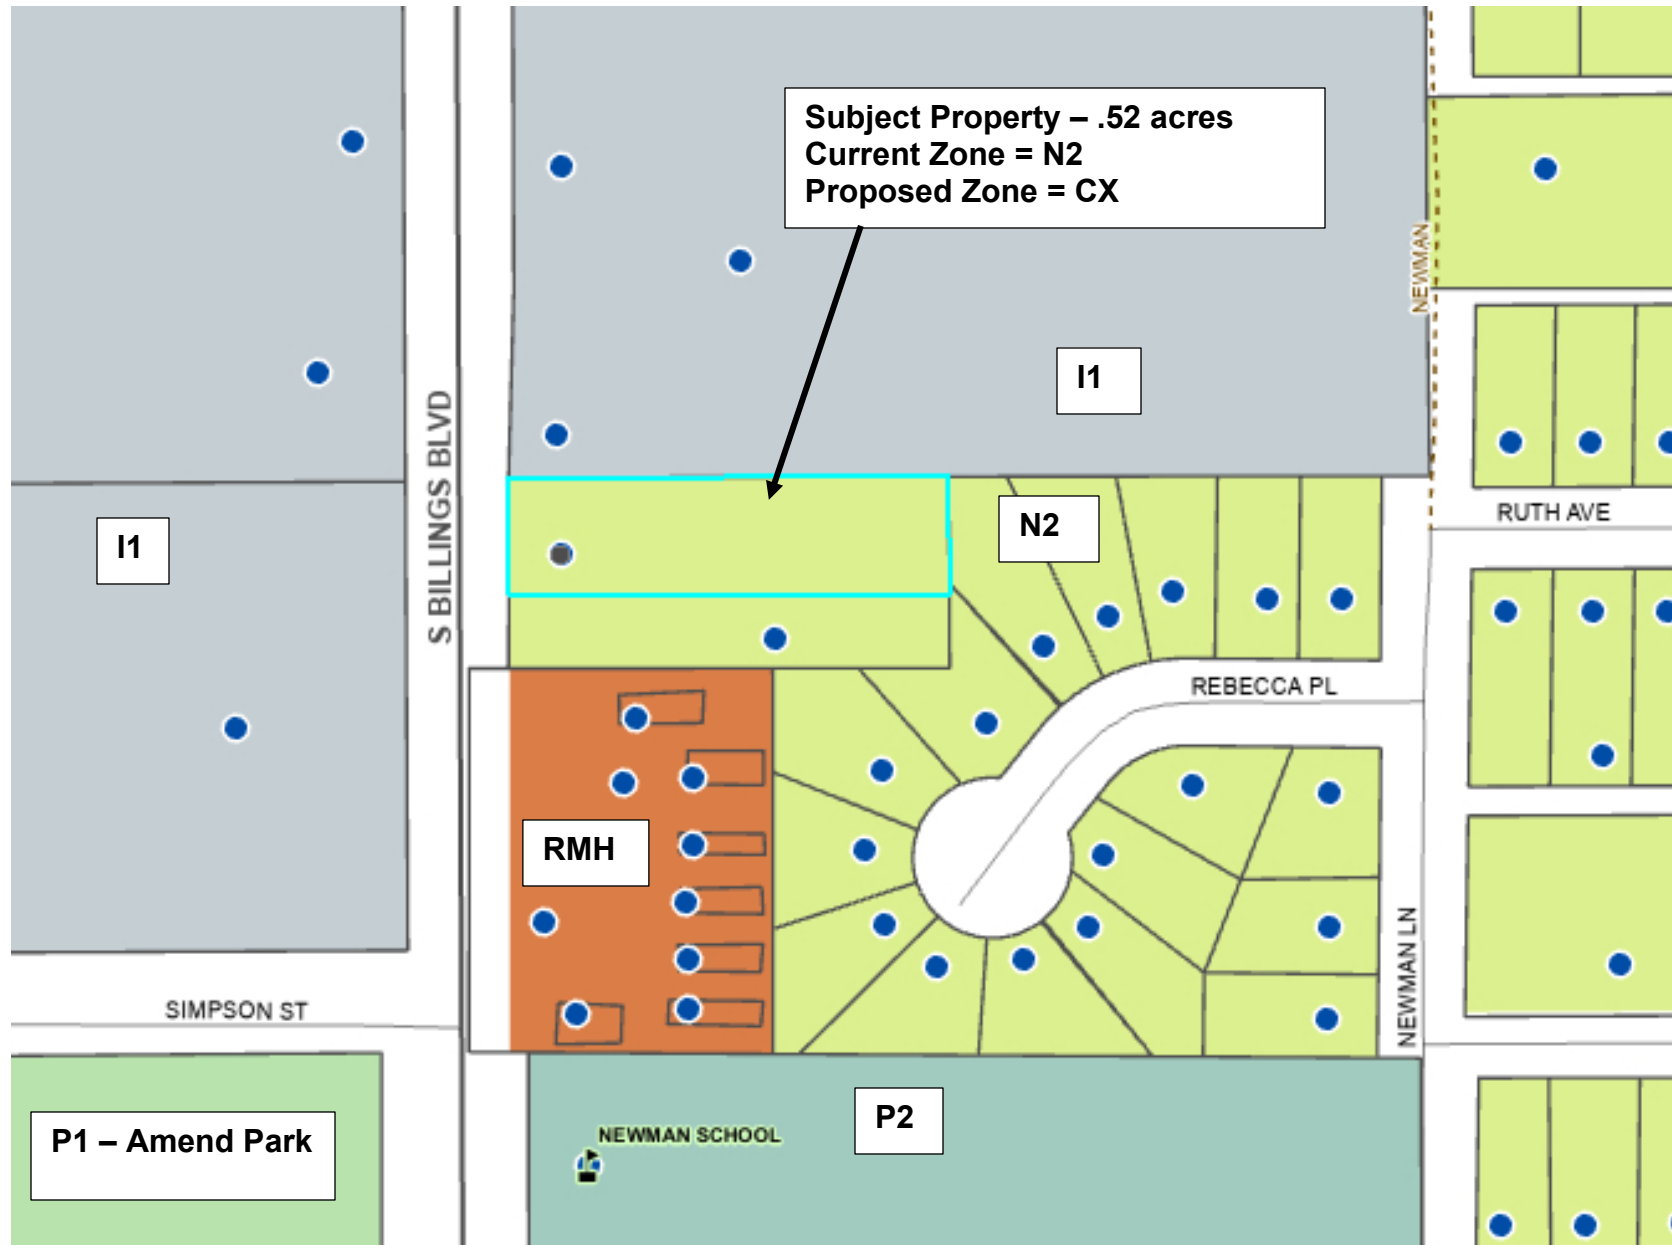 Subject Property – .52 acres
Current Zone = N2
Proposed Zone = CX
NEWMAN
I1
S BILLINGS BLVD
I1
N2
RUTH AVE
REBECCA PL
RMH
NEWMAN LN
SIMPSON ST
P1 – Amend Park
P2
NEWMAN SCHOOL